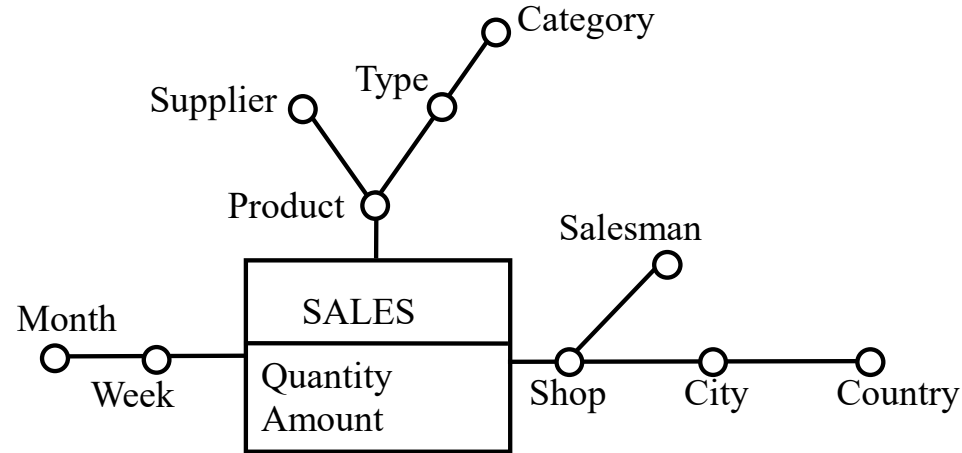 Category
Type
Supplier
Product
Salesman
SALES
Month
Week
Quantity
Amount
Shop
City
Country